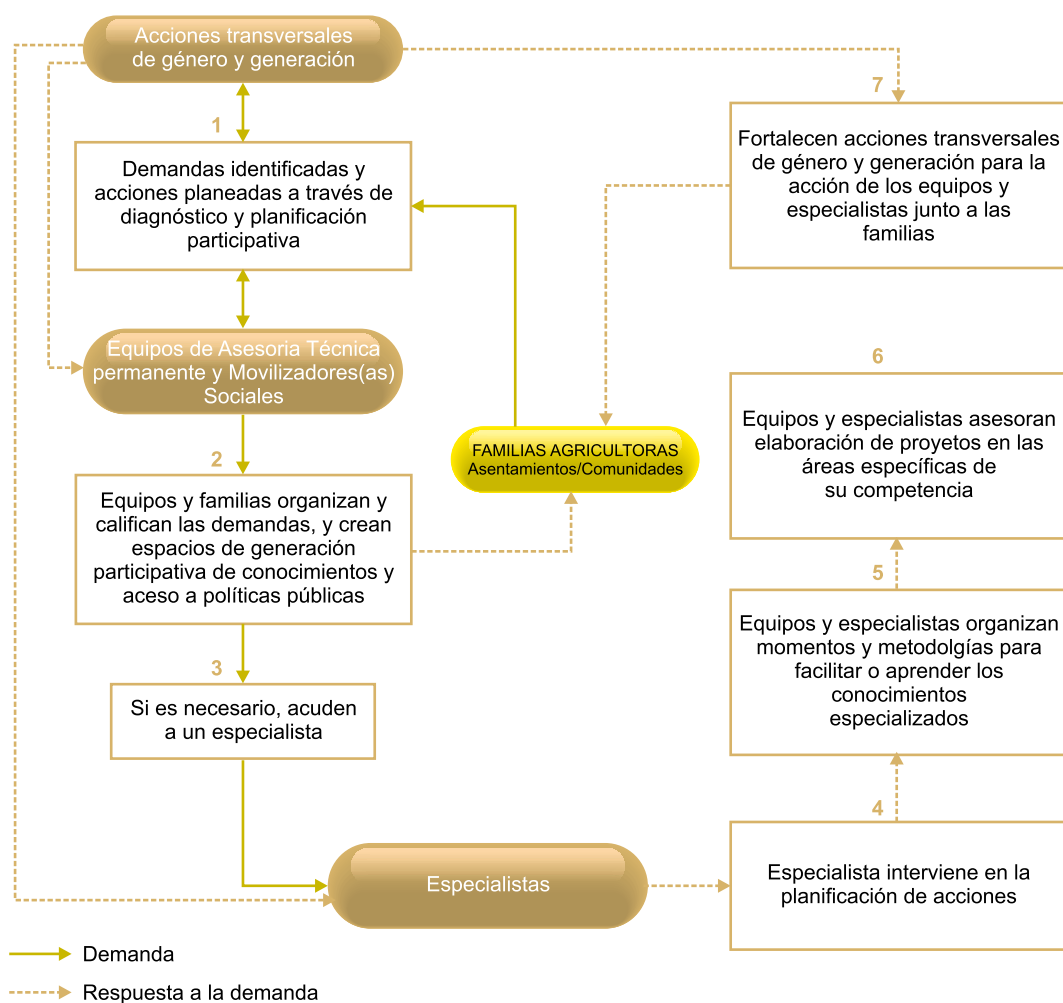 Acciones transversales
de género y generación
1
Demandas identificadas y
acciones planeadas a través de
diagnóstico y planificación
participativa
Equipos de Asesoria Técnica
permanente y Movilizadores(as)
Sociales
2
Equipos y familias organizan y
califican las demandas, y crean
espacios de generación
participativa de conocimientos y
aceso a políticas públicas
3
Si es necesario, acuden
a un especialista
FAMILIAS AGRICULTORAS
Asentamientos/Comunidades
Especialistas
4
Especialista interviene en la
planificación de acciones
5
Equipos y especialistas organizan
momentos y metodolgías para
facilitar o aprender los
conocimientos
especializados
6
Equipos y especialistas asesoran
elaboración de proyetos en las
áreas específicas de
su competencia
7
Fortalecen acciones transversales
de género y generación para la
acción de los equipos y
especialistas junto a las
familias
Demanda
Respuesta a la demanda